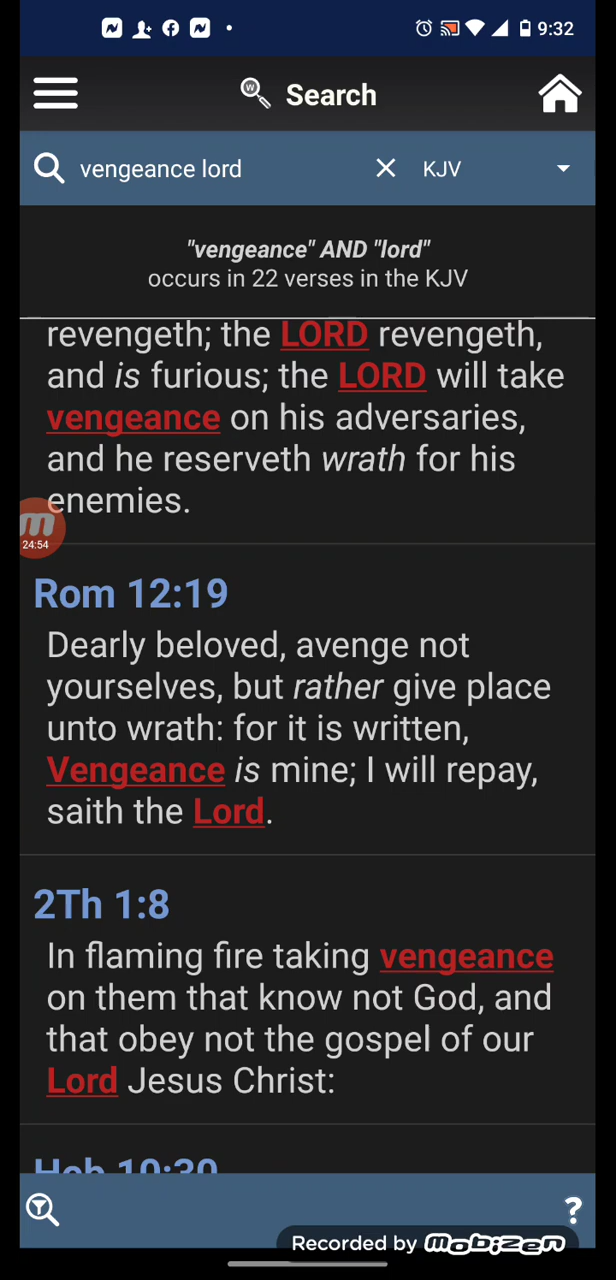 9:32
Search
vengeance lord
KJV
"vengeance" AND "lord"
occurs in 22 verses in the KJV
revengeth; the LORD revengeth,
and is furious; the LORD will take
vengeance on his adversaries,
and he reserveth wrath for his
enemies.
24:54
Rom 12:19
Dearly beloved, avenge not
yourselves, but rather give place
unto wrath: for it is written,
Vengeance is mine; I will repay,
saith the Lord.
2Th 1:8
In flaming fire taking vengeance
on them that know not God, and
that obey not the gospel of our
Lord Jesus Christ:
Heb 10:30
?
Recorded by mobizen